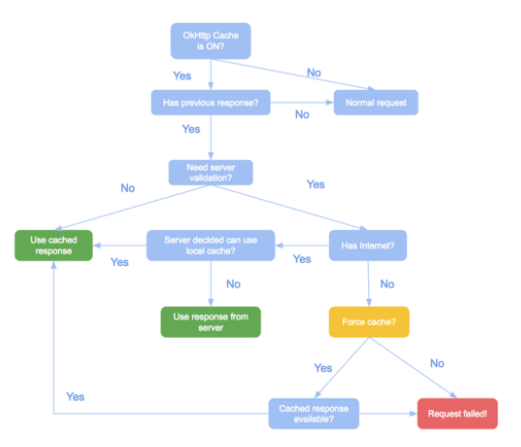 OkHttp Cache
is ON?
Yes
No
Has previous response?
No
Normal request
Yes
Need server
validation?
No
Yes
Use cached
response
Yes
Server decided can use
local cache?
Yes
Has Internet?
No
No
Use response from
server
Force cache?
Yes
No
Yes
Cached response
available?
Request failed!